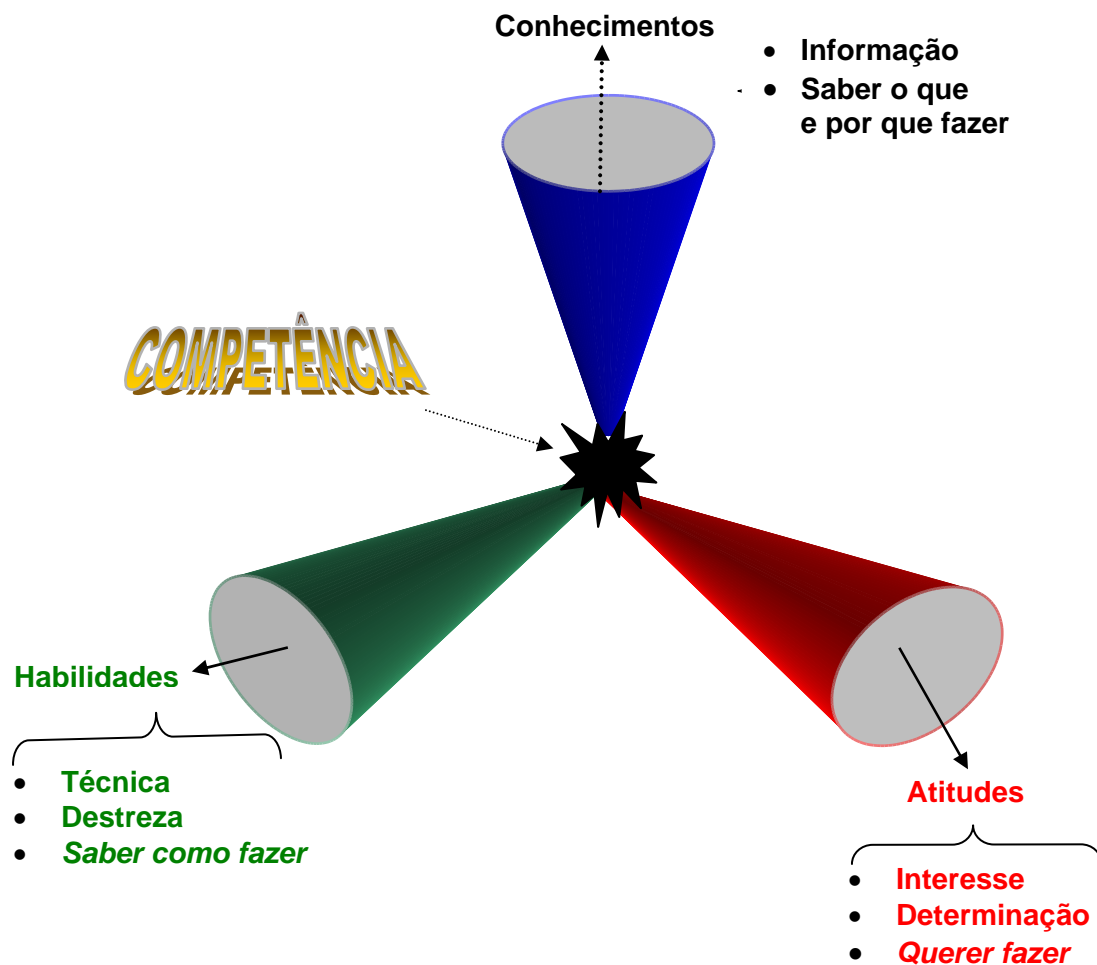 Conhecimentos
• Informação
• Saber o que
e por que fazer
COMPETÊNCIA
Habilidades
• Técnica
• Destreza
• Saber como fazer
Atitudes
• Interesse
• Determinação
• Querer fazer